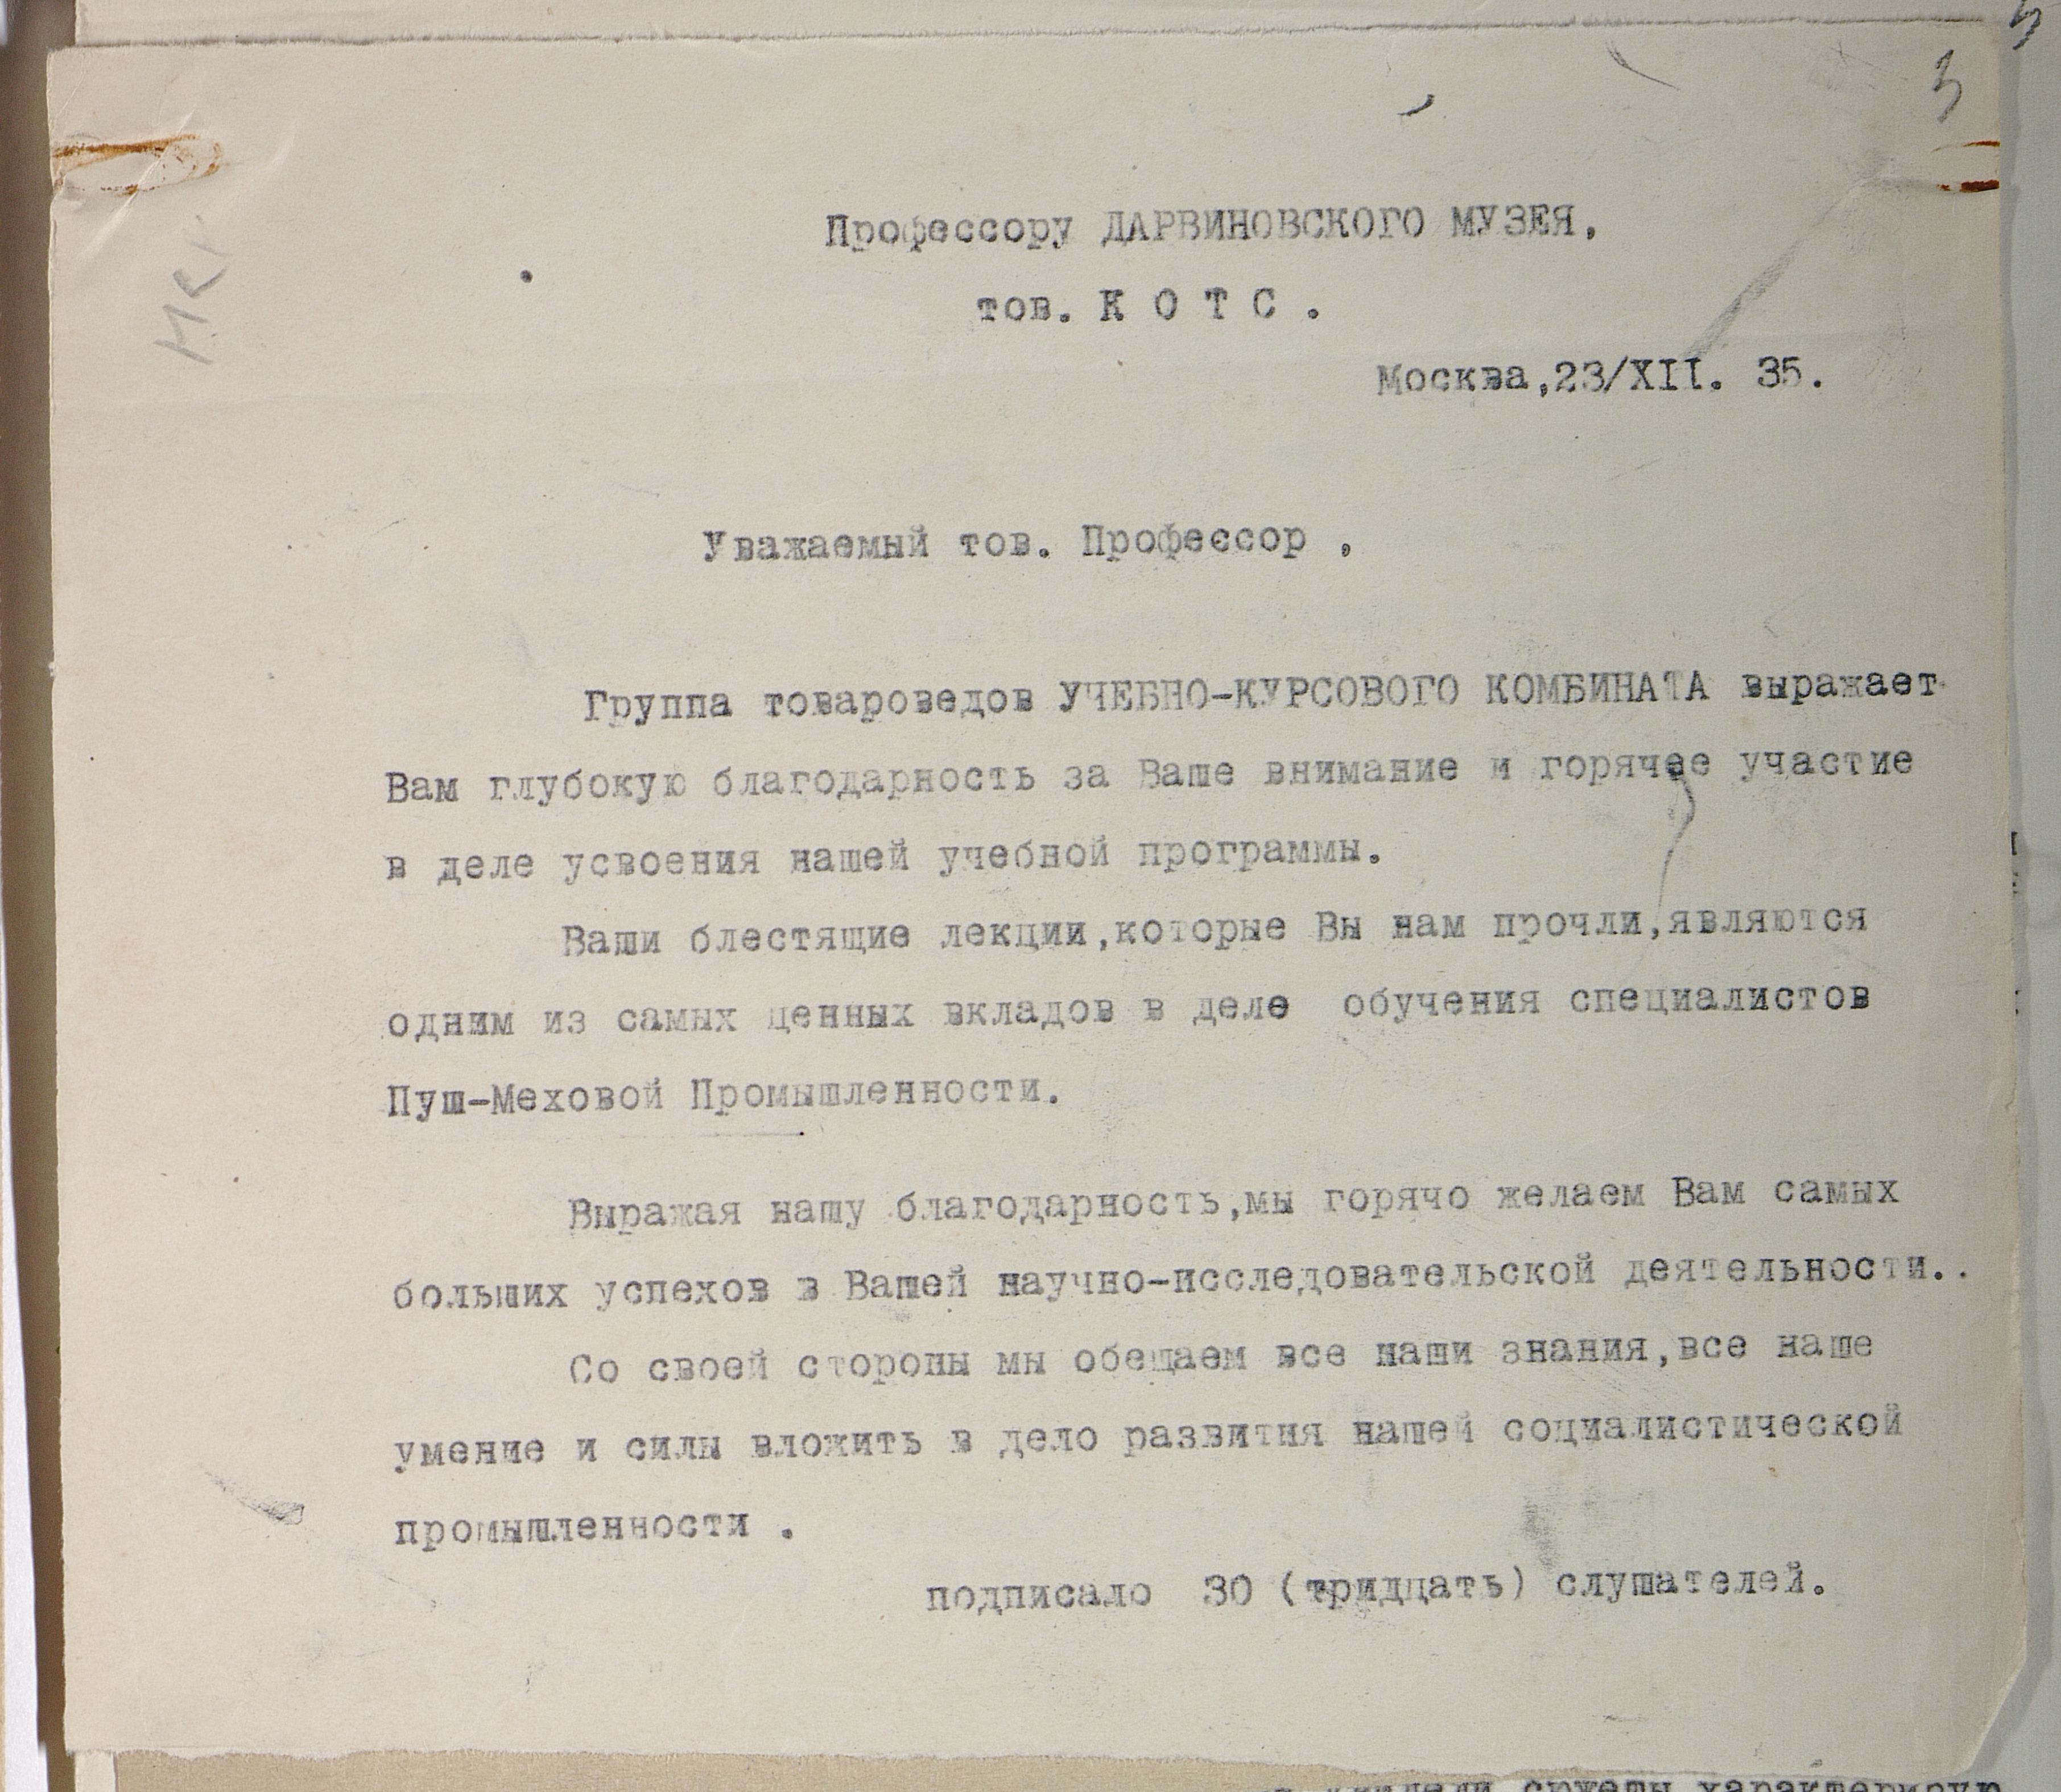 3
Профессору ДАРВИНОВСКОГО МУЗЕЯ,
тов. К О Т С .
Москва,23/XII. 35.
Уважаемый тов. Профессор ,
Группа товароведов УЧЕБНО-КУРСОВОГО КОМБИНАТА выражает
Вам глубокую благодарность за Ваше внимание и горячее участие
в деле усвоения нашей учебной программы.
Ваши блестящие лекции,которые Вы нам прочли,являются
одним из самых ценных вкладов в деле обучения специалистов
Пуш-Меховой Промышленности.
Выражая нашу благодарность,мы горячо желаем Вам самых
больших успехов в Вашей научно-исследовательской деятельности..
Со своей стороны мы обещаем все наши знания,все наше
умение и силы вложить в дело развития нашей социалистической
промышленности .
подписало 30 (тридцать) слушателей.
сюжеты